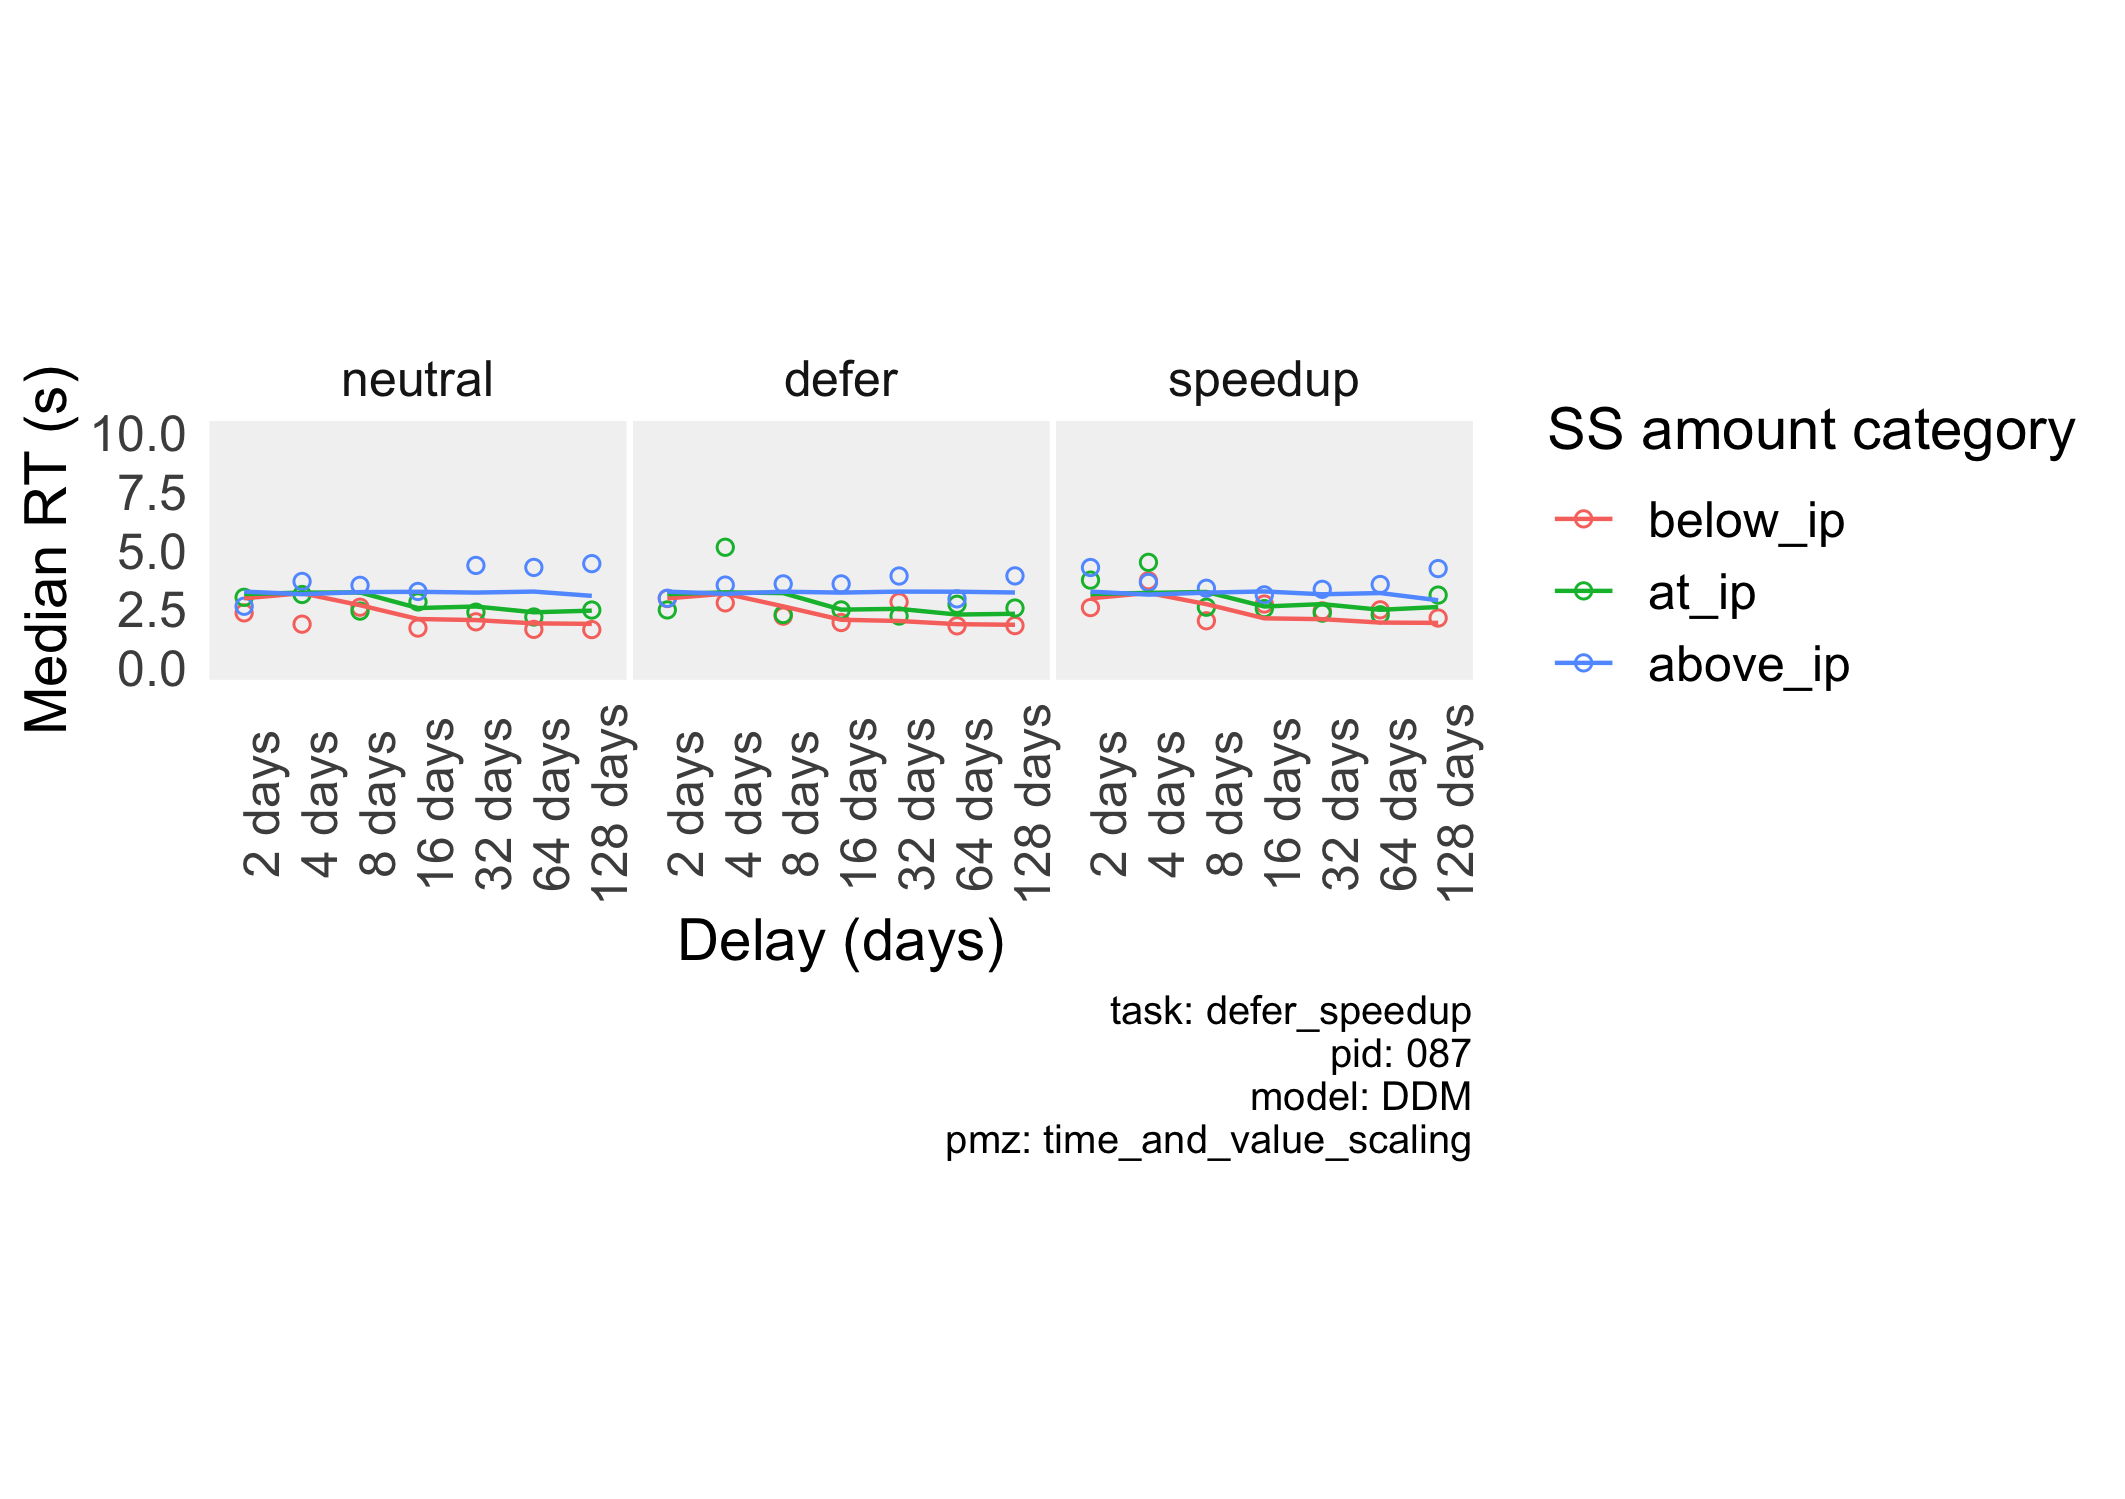 neutral
defer
speedup
Median RT (s)
10.0
7.5
5.0
2.5
0.0
2 days
4 days
8 days
16 days
32 days
64 days
128 days
2 days
4 days
8 days
16 days
32 days
64 days
128 days
2 days
4 days
8 days
16 days
32 days
64 days
128 days
Delay (days)
SS amount category
below_ip
at_ip
above_ip
task: defer_speedup
pid: 087
model: DDM
pmz: time_and_value_scaling